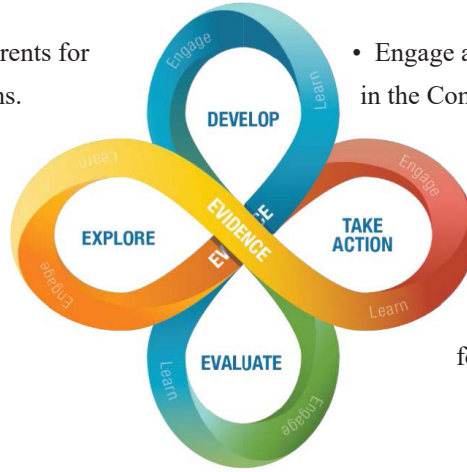 rents for
ns.
• Engage a
in the Con
Engage
Learn
DEVELOP
Learn
Engage
EVIDENCE
EXPLORE
TAKE
ACTION
Engage
Learn
EVALUATE
Learn
Engage
fo